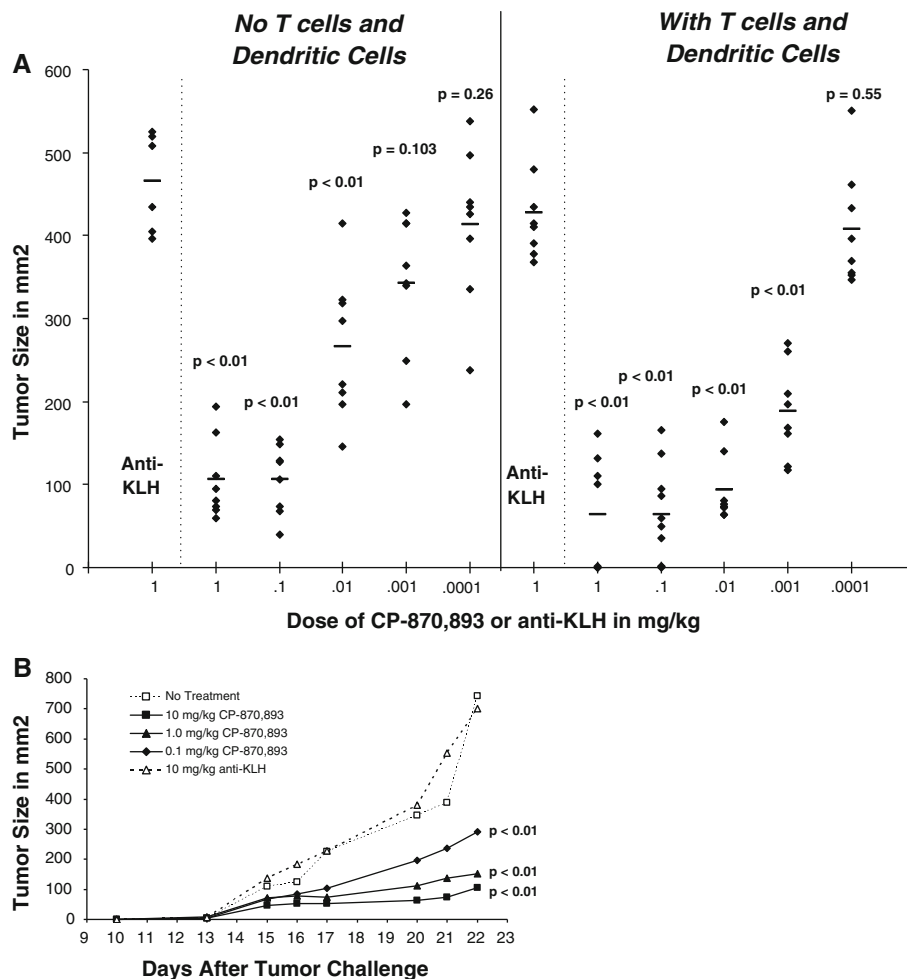 No T cells and
Dendritic Cells
With T cells and
Dendritic Cells
A
Tumor Size in mm2
600
500
400
300
200
100
0
Anti-
KLH
p < 0.01
p < 0.01
p < 0.01
p = 0.103
p = 0.26
Anti-
KLH
p < 0.01
p < 0.01
p < 0.01
p < 0.01
p = 0.55
1 1 .1 .01 .001 .0001 1 1 .1 .01 .001 .0001
Dose of CP-870,893 or anti-KLH in mg/kg
B
Tumor Size in mm2
800
700
600
500
400
300
200
100
0
No Treatment
10 mg/kg CP-870,893
1.0 mg/kg CP-870,893
0.1 mg/kg CP-870,893
10 mg/kg anti-KLH
p < 0.01
p < 0.01
p < 0.01
9 10 11 12 13 14 15 16 17 18 19 20 21 22 23
Days After Tumor Challenge